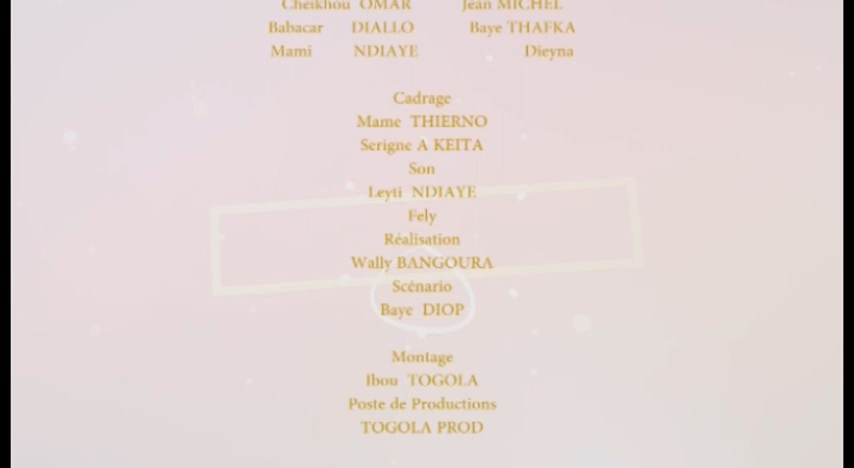 Cheikhou OMAR Jean MICHEL
Babacar DIALLO Baye THAFKA
Mami NDIAYE Dieyna
Cadrage
Mame THIERNO
Serigne A KEITA
Son
Leyti NDIAYE
Fely
Réalisation
Wally BANGOURA
Scénario
Baye DIOP
Montage
Ibou TOGOLA
Poste de Productions
TOGOLA PROD